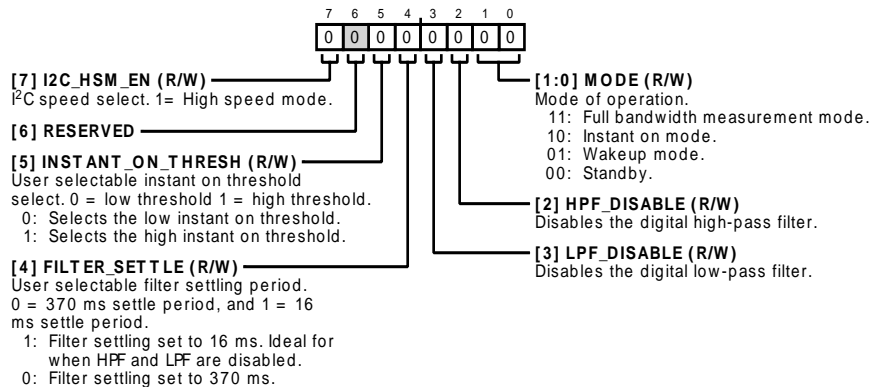 7 6 5 4 3 2 1 0
0 0 0 0 0 0 0 0
[7] I2C_HSM_EN (R/W)
I2C speed select. 1= High speed mode.
[6] RESERVED
[5] INSTANT_ON_THRESH (R/W)
User selectable instant on threshold
select. 0 = low threshold 1 = high threshold.
0: Selects the low instant on threshold.
1: Selects the high instant on threshold.
[4] FILTER_SETTLE (R/W)
User selectable filter settling period.
0 = 370 ms settle period, and 1 = 16
ms settle period.
1: Filter settling set to 16 ms. Ideal for
when HPF and LPF are disabled.
0: Filter settling set to 370 ms.
[1:0] MODE (R/W)
Mode of operation.
11: Full bandwidth measurement mode.
10: Instant on mode.
01: Wakeup mode.
00: Standby.
[2] HPF_DISABLE (R/W)
Disables the digital high-pass filter.
[3] LPF_DISABLE (R/W)
Disables the digital low-pass filter.